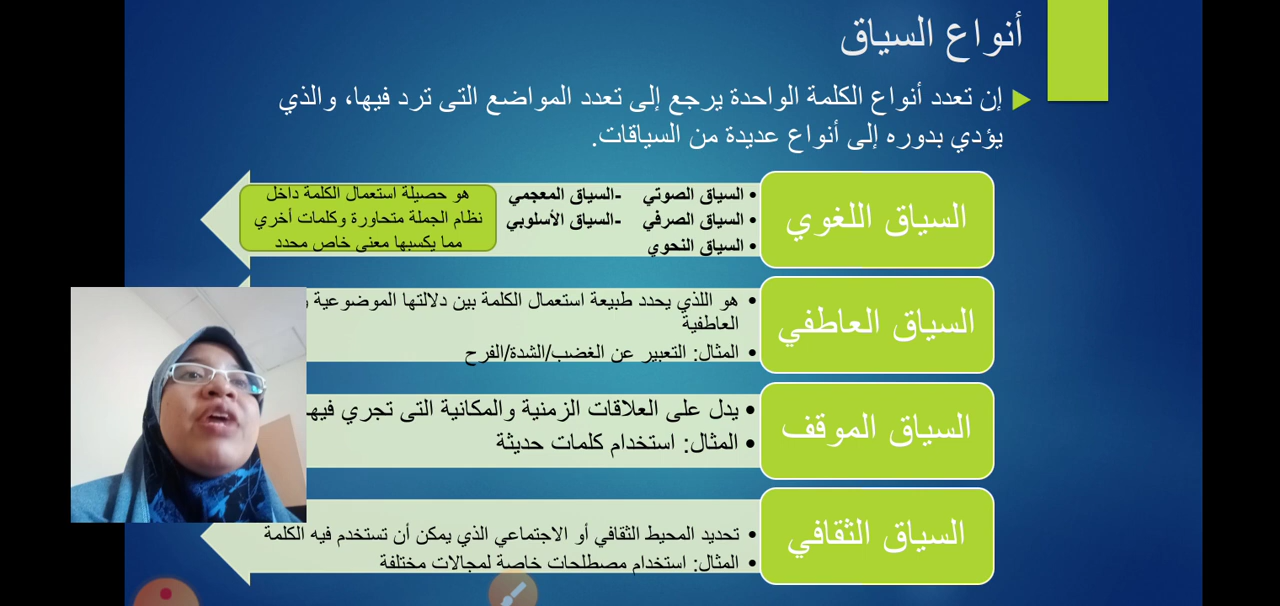 أنواع السياق
إن تعدد أنواع الكلمة الواحدة يرجع إلى تعدد المواضع التى ترد فيها، والذي
يؤدي بدوره إلى أنواع عديدة من السياقات.
السياق اللغوي
• السياق الصوتي -السياق المعجمي
• السياق الصرفي -السياق الأسلوبي
• السياق النحوي
هو حصيلة استعمال الكلمة داخل
نظام الجملة متجاورة وكلمات أخري
مما يكسبها معنى خاص محدد
السياق العاطفي
• هو اللذي يحدد طبيعة استعمال الكلمة بين دلالتها الموضوعية
العاطفية
• المثال: التعبير عن الغضب/الشدة/الفرح
السياق الموقف
• يدل على العلاقات الزمنية والمكانية التى تجري
• المثال: استخدام كلمات حديثة
السياق الثقافي
• تحديد المحيط الثقافي أو الاجتماعي الذي يمكن أن تستخدم فيه الكلمة
• المثال: استخدام مصطلحات خاصة لمجالات مختلفة